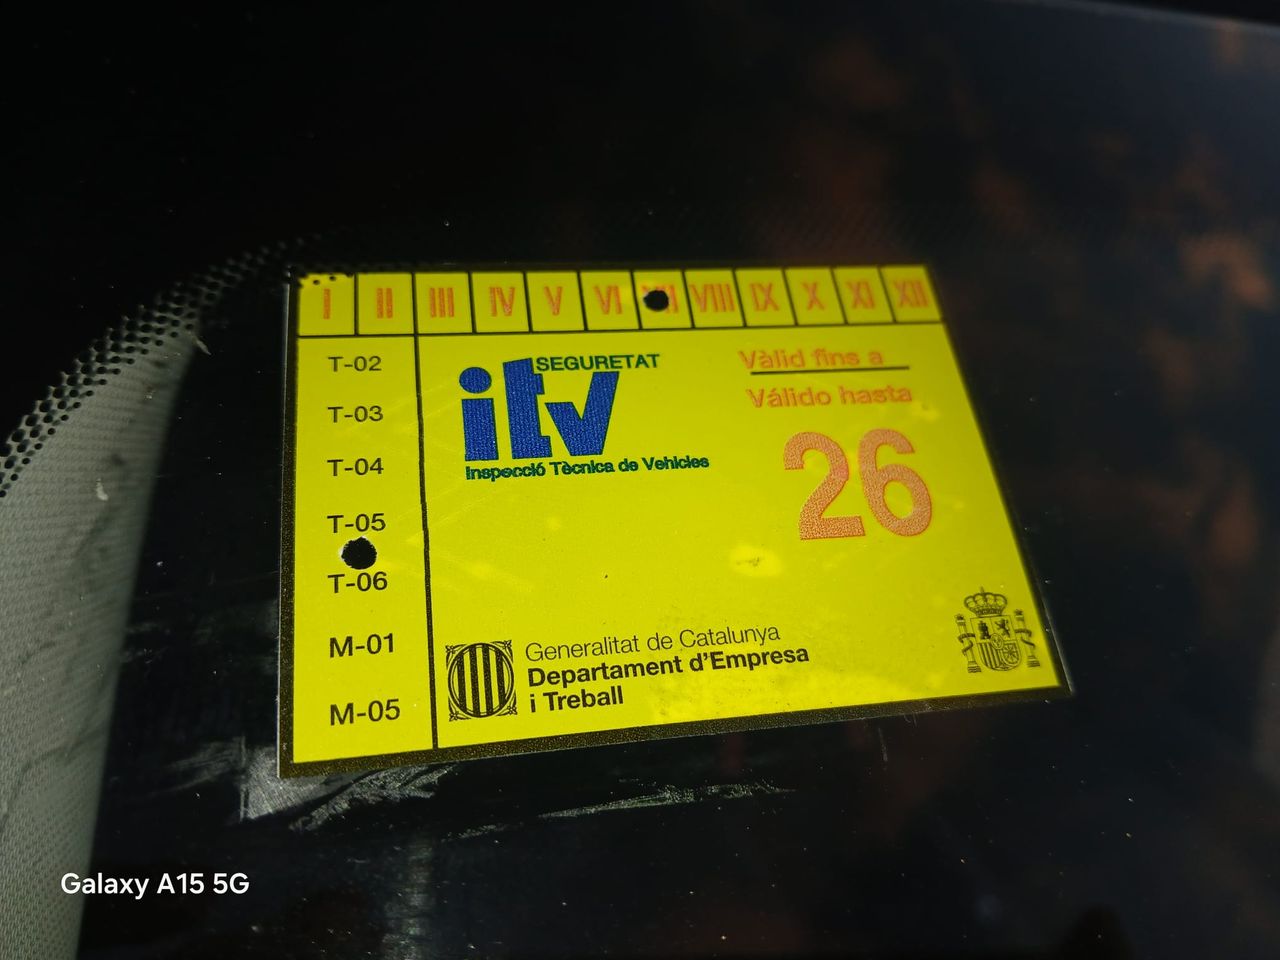 I II III IV V VI VII VIII IX X XI XII
T-02
T-03
T-04
T-05
T-06
M-01
M-05
SEGURETAT
itv
Inspecció Tècnica de Vehicles
Vàlid fins a
Válido hasta
26
Generalitat de Catalunya
Departament d'Empresa
i Treball
Galaxy A15 5G